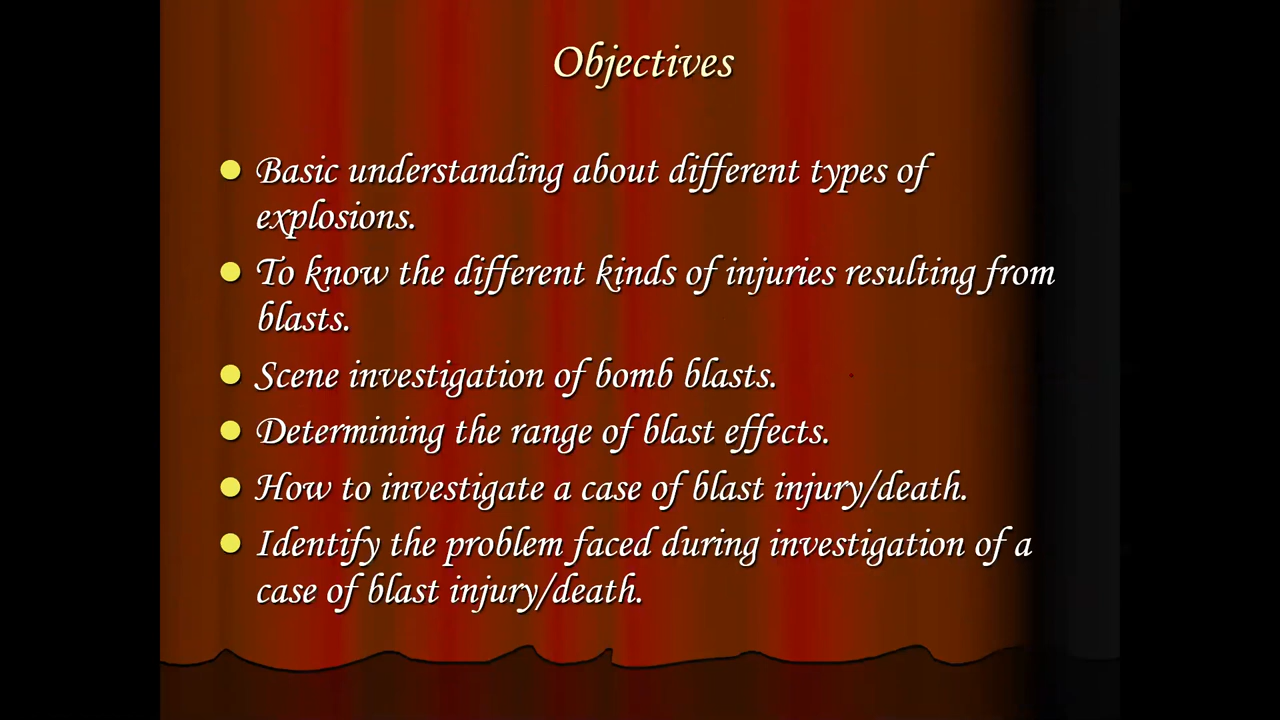 Objectives
Basic understanding about different types of
explosions.
To know the different kinds of injuries resulting from
blasts.
Scene investigation of bomb blasts.
Determining the range of blast effects.
How to investigate a case of blast injury/death.
Identify the problem faced during investigation of a
case of blast injury/death.